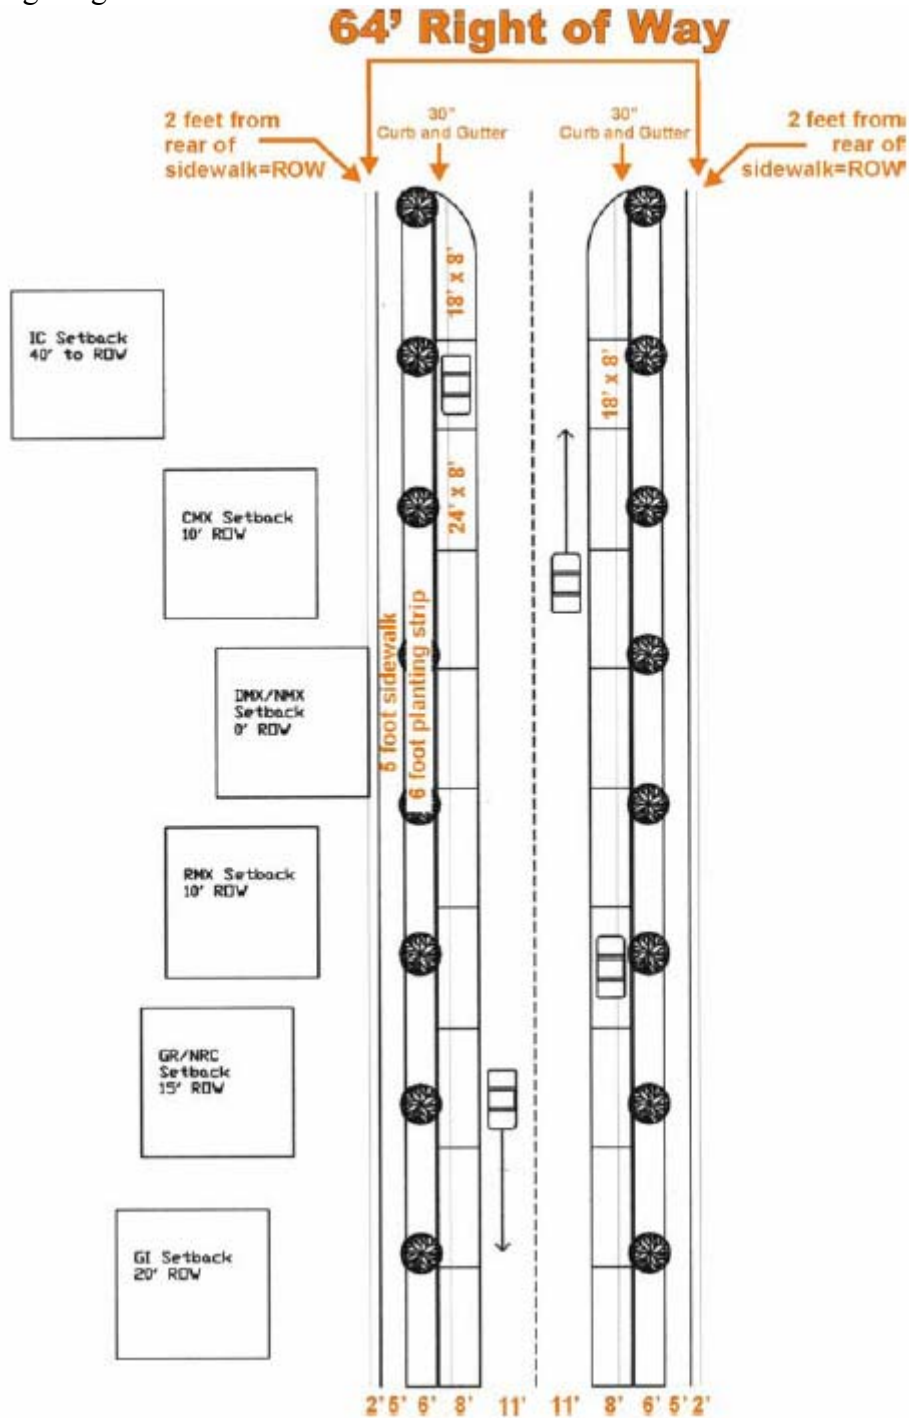 64' Right of Way
2 feet from
rear of
sidewalk=ROW
30"
Curb and Gutter
30"
Curb and Gutter
2 feet from
rear of
sidewalk=ROW
18' x 8'
IC Setback
40' to ROW
18' x 8'
24' x 8'
CMX Setback
10' ROW
5 foot sidewalk
6 foot planting strip
DMX/NMX
Setback
0' ROW
RMX Setback
10' ROW
GR/NRC
Setback
15' ROW
GI Setback
20' ROW
2' 5' 6' 8' 11' 11' 8' 6' 5' 2'